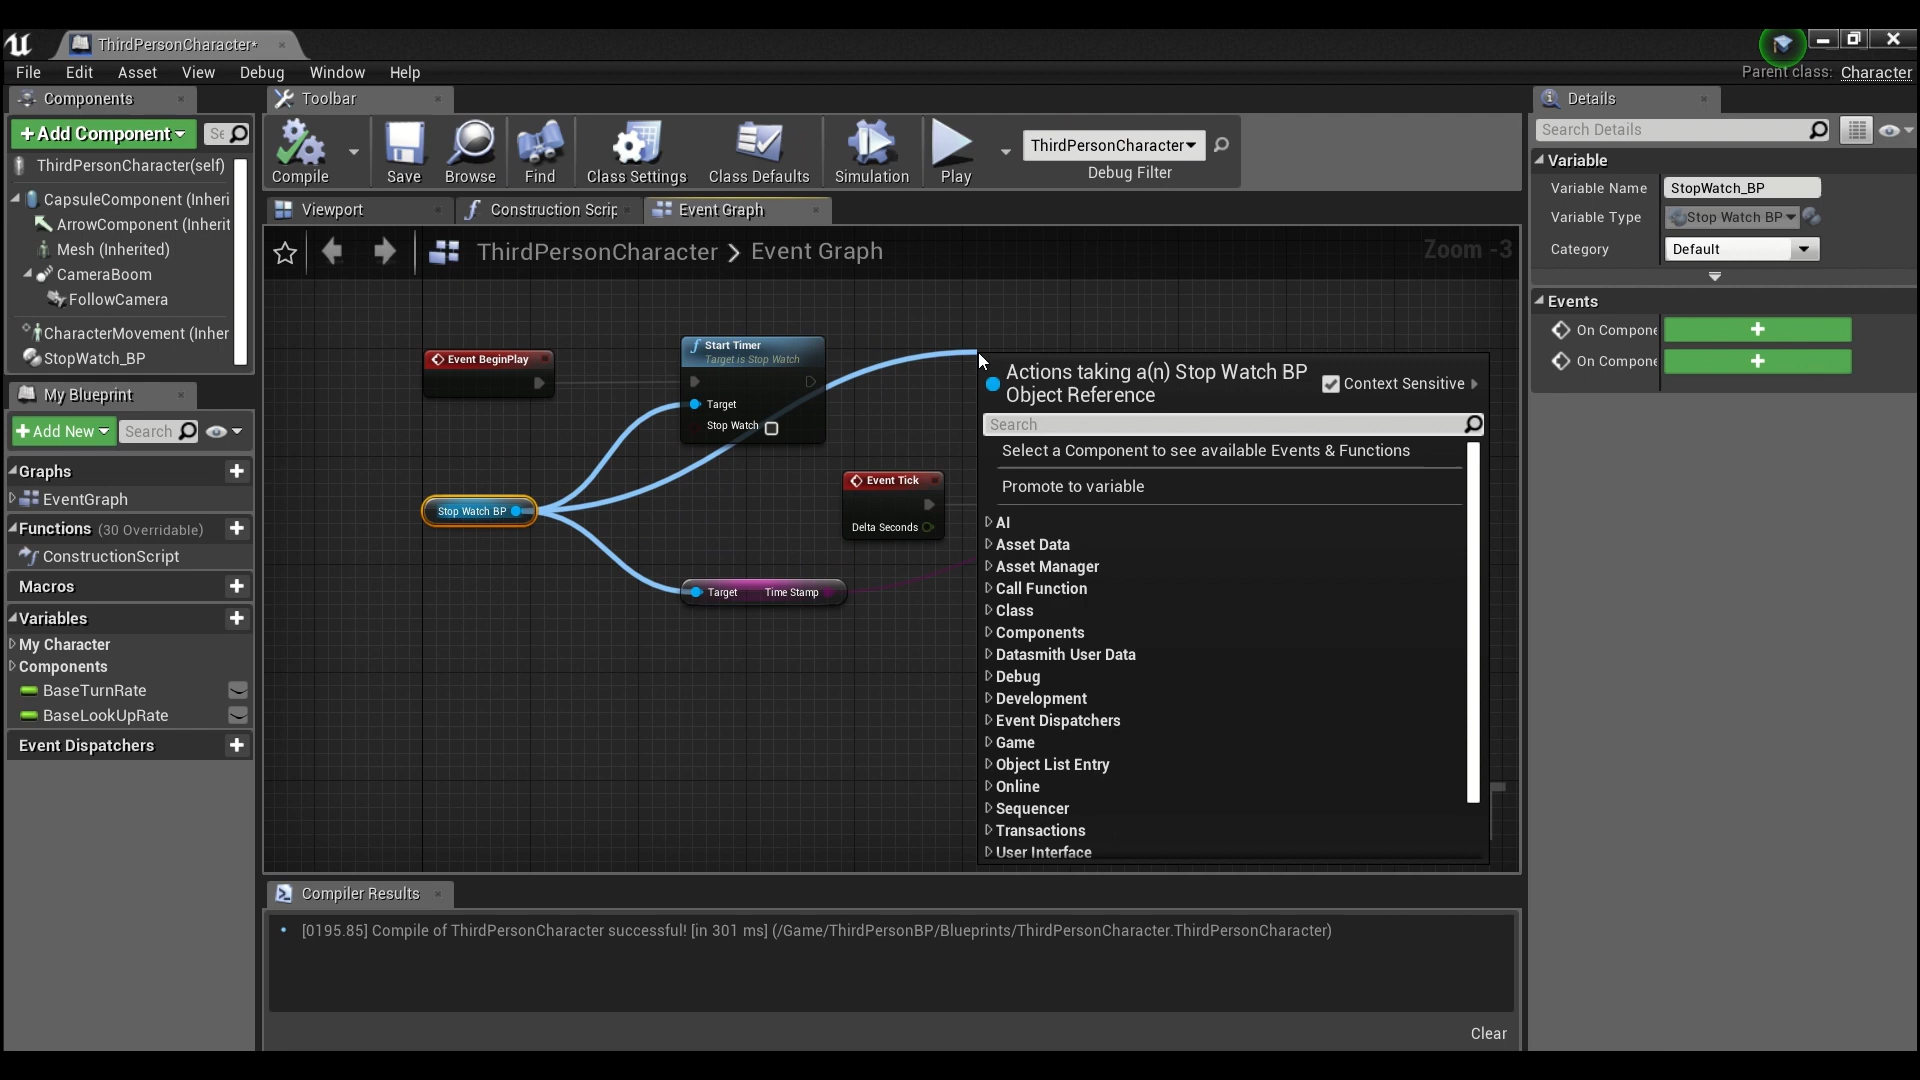 ThirdPersonCharacter*
File Edit Asset View Debug Window Help
Parent class: Character
Components
+Add Component
Se
ThirdPersonCharacter(self)
CapsuleComponent (Inheri
ArrowComponent (Inherit
Mesh (Inherited)
CameraBoom
FollowCamera
CharacterMovement (Inher
StopWatch_BP
My Blueprint
+Add New
Search
Graphs
EventGraph
Functions (30 Overridable)
ConstructionScript
Macros
Variables
My Character
Components
BaseTurnRate
BaseLookUpRate
Event Dispatchers
Toolbar
Compile
Save
Browse
Find
Class Settings
Class Defaults
Simulation
Play
ThirdPersonCharacter
Debug Filter
Viewport
Construction Scrip
Event Graph
ThirdPersonCharacter > Event Graph
Zoom -3
Event BeginPlay
Start Timer
Target is Stop Watch
Target
Stop Watch
Stop Watch BP
Event Tick
Delta Seconds
Target Time Stamp
Actions taking a(n) Stop Watch BP
Object Reference
Context Sensitive
Search
Select a Component to see available Events & Functions
Promote to variable
AI
Asset Data
Asset Manager
Call Function
Class
Components
Datasmith User Data
Debug
Development
Event Dispatchers
Game
Object List Entry
Online
Sequencer
Transactions
User Interface
Compiler Results
[0195.85] Compile of ThirdPersonCharacter successful! [in 301 ms] (/Game/ThirdPersonBP/Blueprints/ThirdPersonCharacter.ThirdPersonCharacter)
Clear
Details
Search Details
Variable
Variable Name StopWatch_BP
Variable Type Stop Watch BP
Category Default
Events
On Compone
On Compone